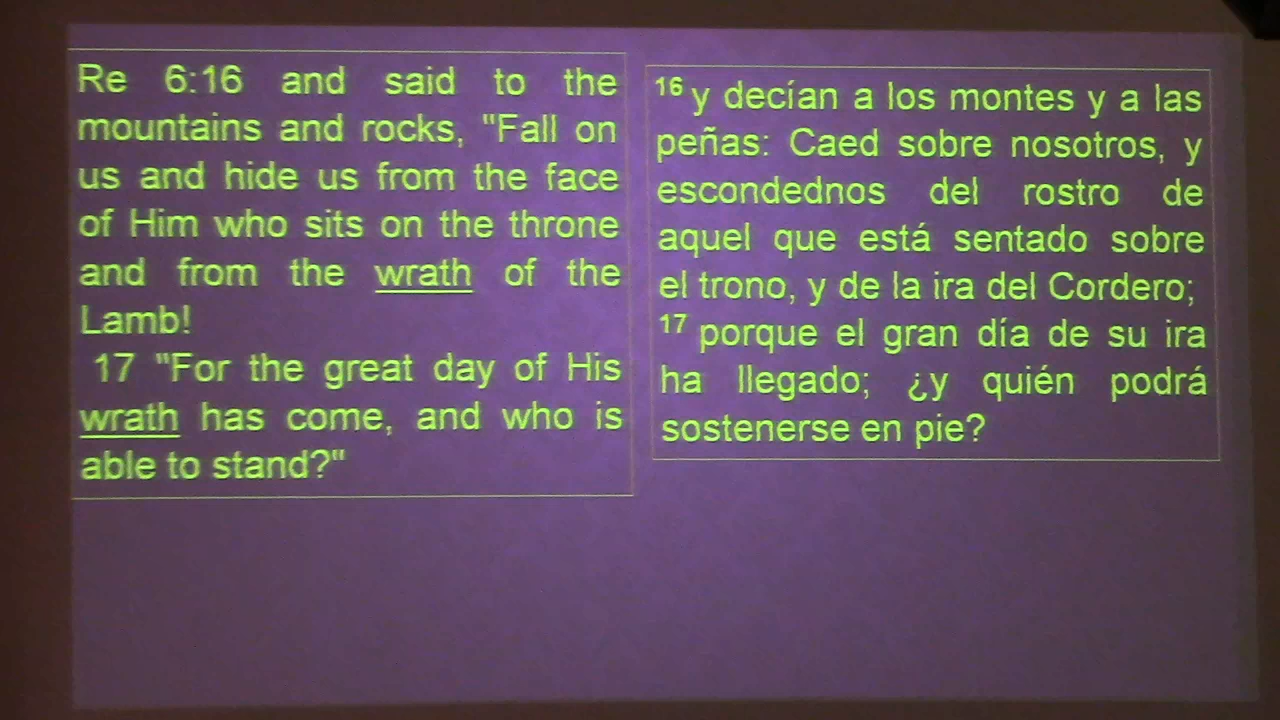 Re 6:16 and said to the
mountains and rocks, "Fall on
us and hide us from the face
of Him who sits on the throne
and from the wrath of the
Lamb!
17 "For the great day of His
wrath has come, and who is
able to stand?"
16 y decían a los montes y a las
peñas: Caed sobre nosotros, y
escondednos del rostro de
aquel que está sentado sobre
el trono, y de la ira del Cordero;
17 porque el gran día de su ira
ha llegado; ¿y quién podrá
sostenerse en pie?